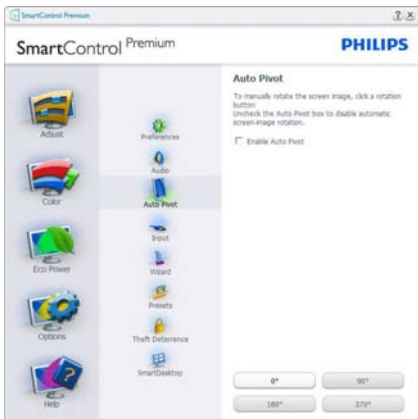 SmartControl Premium
SmartControl Premium
PHILIPS
Adjust
Color
Eco Power
Options
Help
Preferences
Audio
Auto Pivot
Input
Wizard
Presets
Theft Deterrence
SmartDesktop
Auto Pivot
To manually rotate the screen image, click a rotation
button
Uncheck the Auto Pivot box to disable automatic
screen-image rotation.
Enable Auto Pivot
0°
90°
180°
270°